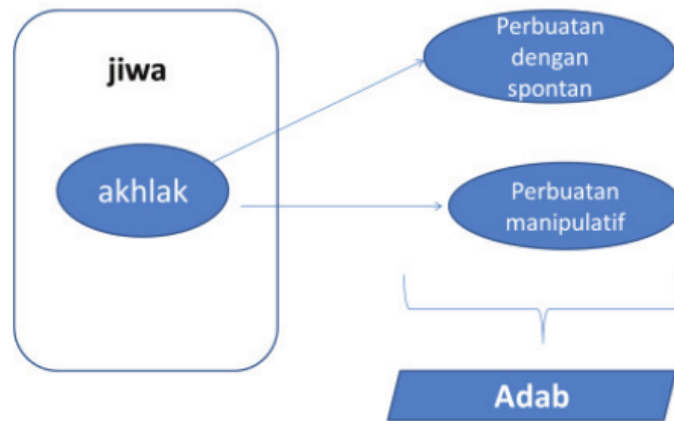 jiwa
akhlak
Perbuatan
dengan
spontan
Perbuatan
manipulatif
Adab